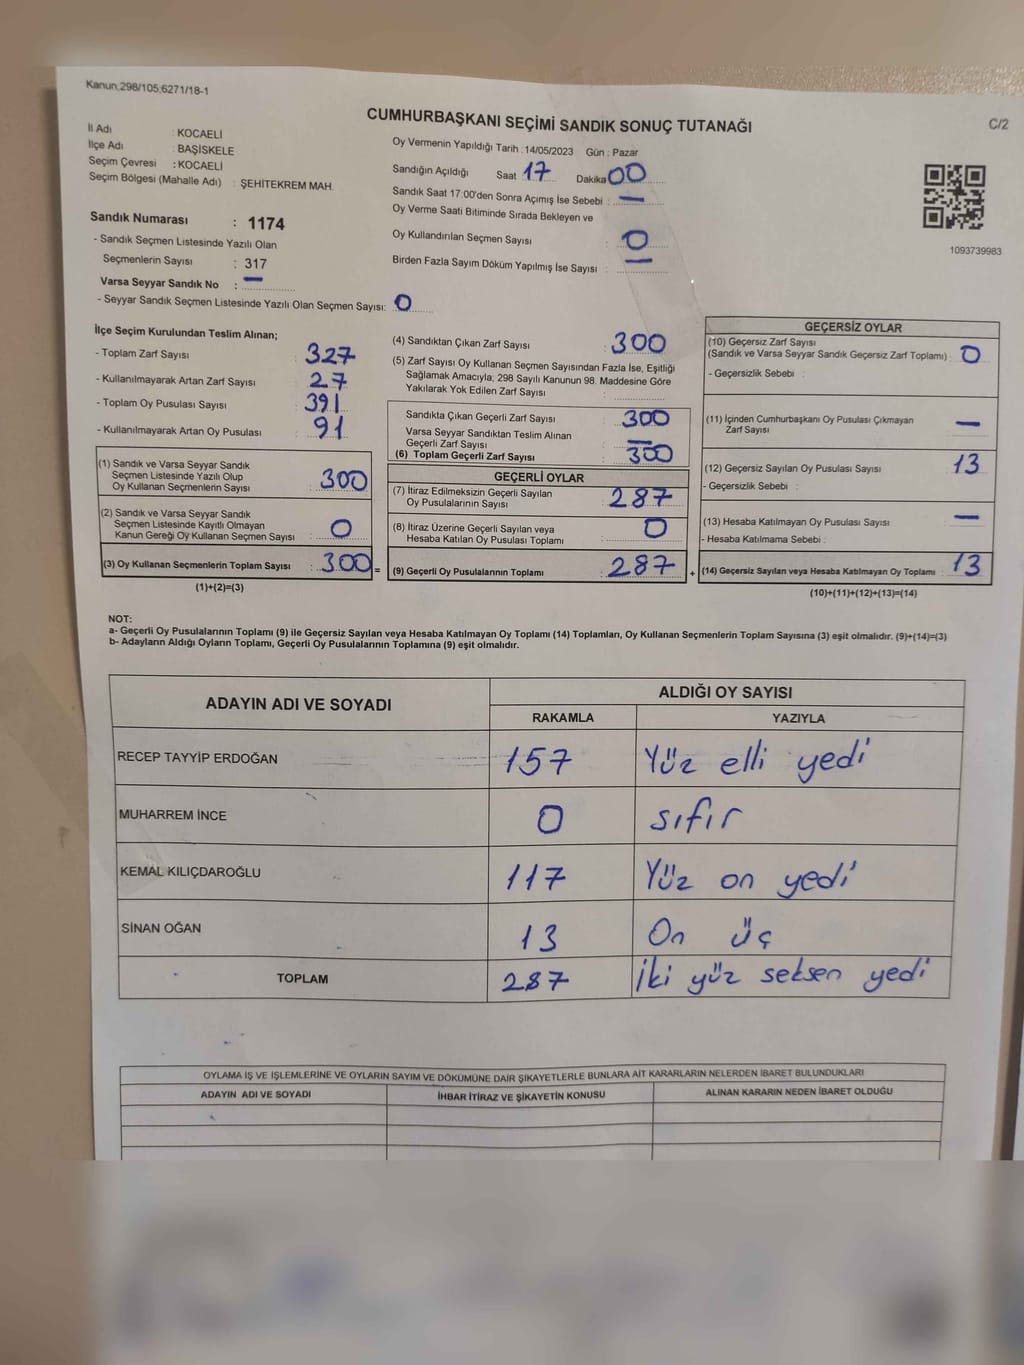 Kanun;298/105;6271/18-1
C/2
CUMHURBAŞKANI SEÇİMİ SANDIK SONUÇ TUTANAĞI
İl Adı : KOCAELİ
İlçe Adı : BAŞİSKELE
Seçim Çevresi : KOCAELİ
Seçim Bölgesi (Mahalle Adı) : ŞEHİTEKREM MAH.
Sandık Numarası : 1174
- Sandık Seçmen Listesinde Yazılı Olan
Seçmenlerin Sayısı : 317
Varsa Seyyar Sandık No : —
- Seyyar Sandık Seçmen Listesinde Yazılı Olan Seçmen Sayısı: 0
Oy Vermenin Yapıldığı Tarih : 14/05/2023 Gün : Pazar
Sandığın Açıldığı Saat 17 Dakika 00
Sandık Saat 17:00'den Sonra Açımış İse Sebebi : —
Oy Verme Saati Bitiminde Sırada Bekleyen ve
Oy Kullandırılan Seçmen Sayısı : 0
Birden Fazla Sayım Döküm Yapılmış İse Sayısı : —
1093739983
İlçe Seçim Kurulundan Teslim Alınan;
- Toplam Zarf Sayısı : 327
- Kullanılmayarak Artan Zarf Sayısı : 27
- Toplam Oy Pusulası Sayısı : 391
- Kullanılmayarak Artan Oy Pusulası : 91
(1) Sandık ve Varsa Seyyar Sandık
Seçmen Listesinde Yazılı Olup
Oy Kullanan Seçmenlerin Sayısı : 300
(2) Sandık ve Varsa Seyyar Sandık
Seçmen Listesinde Kayıtlı Olmayan
Kanun Gereği Oy Kullanan Seçmen Sayısı : 0
(3) Oy Kullanan Seçmenlerin Toplam Sayısı : 300 =
(1)+(2)=(3)
(4) Sandıktan Çıkan Zarf Sayısı : 300
(5) Zarf Sayısı Oy Kullanan Seçmen Sayısından Fazla İse, Eşitliği
Sağlamak Amacıyla; 298 Sayılı Kanunun 98. Maddesine Göre
Yakılarak Yok Edilen Zarf Sayısı :
Sandıkta Çıkan Geçerli Zarf Sayısı : 300
Varsa Seyyar Sandıktan Teslim Alınan
Geçerli Zarf Sayısı : —
(6) Toplam Geçerli Zarf Sayısı : 300
GEÇERLİ OYLAR
(7) İtiraz Edilmeksizin Geçerli Sayılan
Oy Pusulalarının Sayısı : 287
(8) İtiraz Üzerine Geçerli Sayılan veya
Hesaba Katılan Oy Pusulası Toplamı : 0
(9) Geçerli Oy Pusulalarının Toplamı : 287 +
GEÇERSİZ OYLAR
(10) Geçersiz Zarf Sayısı
(Sandık ve Varsa Seyyar Sandık Geçersiz Zarf Toplamı) : 0
- Geçersizlik Sebebi :
(11) İçinden Cumhurbaşkanı Oy Pusulası Çıkmayan
Zarf Sayısı : —
(12) Geçersiz Sayılan Oy Pusulası Sayısı : 13
- Geçersizlik Sebebi :
(13) Hesaba Katılmayan Oy Pusulası Sayısı : —
- Hesaba Katılmama Sebebi :
(14) Geçersiz Sayılan veya Hesaba Katılmayan Oy Toplamı : 13
(10)+(11)+(12)+(13)=(14)
NOT:
a- Geçerli Oy Pusulalarının Toplamı (9) ile Geçersiz Sayılan veya Hesaba Katılmayan Oy Toplamı (14) Toplamları, Oy Kullanan Seçmenlerin Toplam Sayısına (3) eşit olmalıdır. (9)+(14)=(3)
b- Adayların Aldığı Oyların Toplamı, Geçerli Oy Pusulalarının Toplamına (9) eşit olmalıdır.
ADAYIN ADI VE SOYADI
ALDIĞI OY SAYISI
RAKAMLA YAZIYLA
RECEP TAYYİP ERDOĞAN 157 Yüz elli yedi
MUHARREM İNCE 0 sıfır
KEMAL KILIÇDAROĞLU 117 Yüz on yedi
SİNAN OĞAN 13 On üç
TOPLAM 287 İki yüz seksen yedi
OYLAMA İŞ VE İŞLEMLERİNE VE OYLARIN SAYIM VE DÖKÜMÜNE DAİR ŞİKAYETLERLE BUNLARA AİT KARARLARIN NELERDEN İBARET BULUNDUKLARI
ADAYIN ADI VE SOYADI İHBAR İTİRAZ VE ŞİKAYETİN KONUSU ALINAN KARARIN NEDEN İBARET OLDUĞU